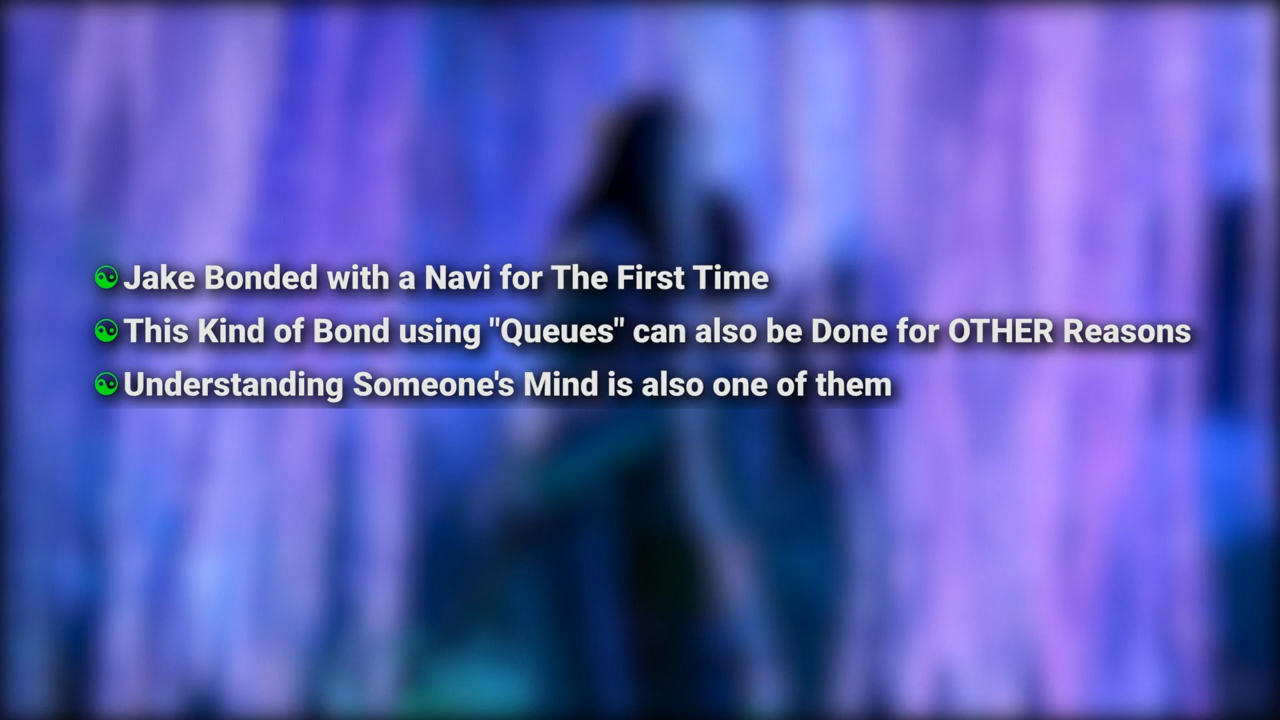 ☯Jake Bonded with a Navi for The First Time
☯This Kind of Bond using "Queues" can also be Done for OTHER Reasons
☯Understanding Someone's Mind is also one of them